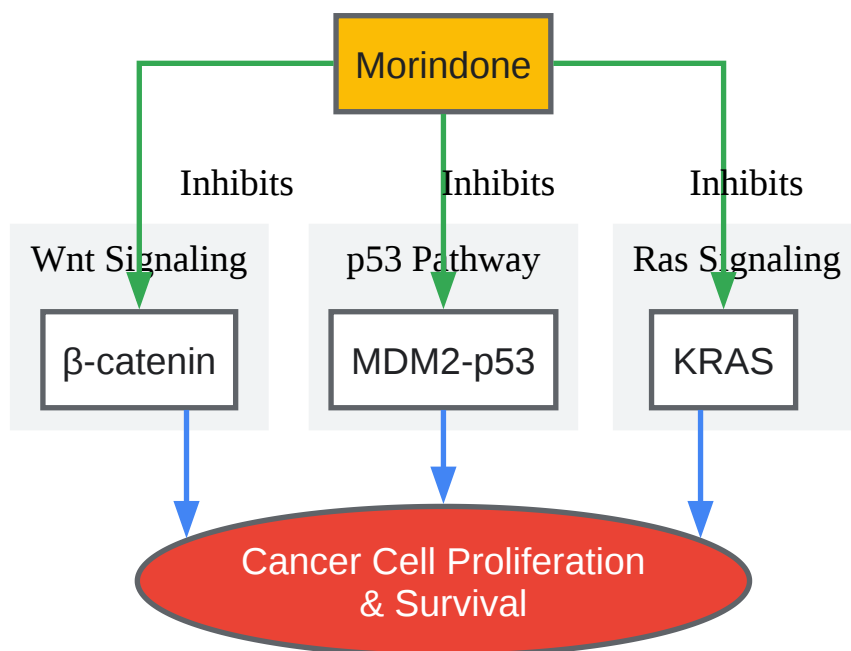 Morindone
Inhibits
Inhibits
Inhibits
Wnt Signaling
p53 Pathway
Ras Signaling
β-catenin
MDM2-p53
KRAS
Cancer Cell Proliferation
& Survival